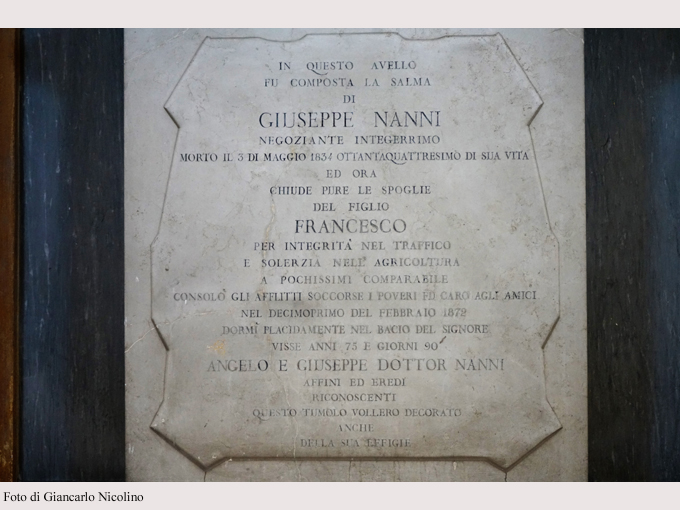 IN QUESTO AVELLO
FU COMPOSTA LA SALMA
DI
GIUSEPPE NANNI
NEGOZIANTE INTEGERRIMO
MORTO IL 3 DI MAGGIO 1834 OTTANTAQUATTRESIMO DI SUA VITA
ED ORA
CHIUDE PURE LE SPOGLIE
DEL FIGLIO
FRANCESCO
PER INTEGRITÀ NEL TRAFFICO
E SOLERZIA NELL'AGRICOLTURA
A POCHISSIMI COMPARABILE
CONSOLÒ GLI AFFLITTI SOCCORSE I POVERI ED CARO AGLI AMICI
NEL DECIMOPRIMO DEL FEBBRAIO 1872
DORMÌ PLACIDAMENTE NEL BACIO DEL SIGNORE
VISSE ANNI 75 E GIORNI 90
ANGELO E GIUSEPPE DOTTOR NANNI
AFFINI ED EREDI
RICONOSCENTI
QUESTO TUMOLO VOLLERO DECORATO
ANCHE
DELLA SUA EFFIGIE
Foto di Giancarlo Nicolino